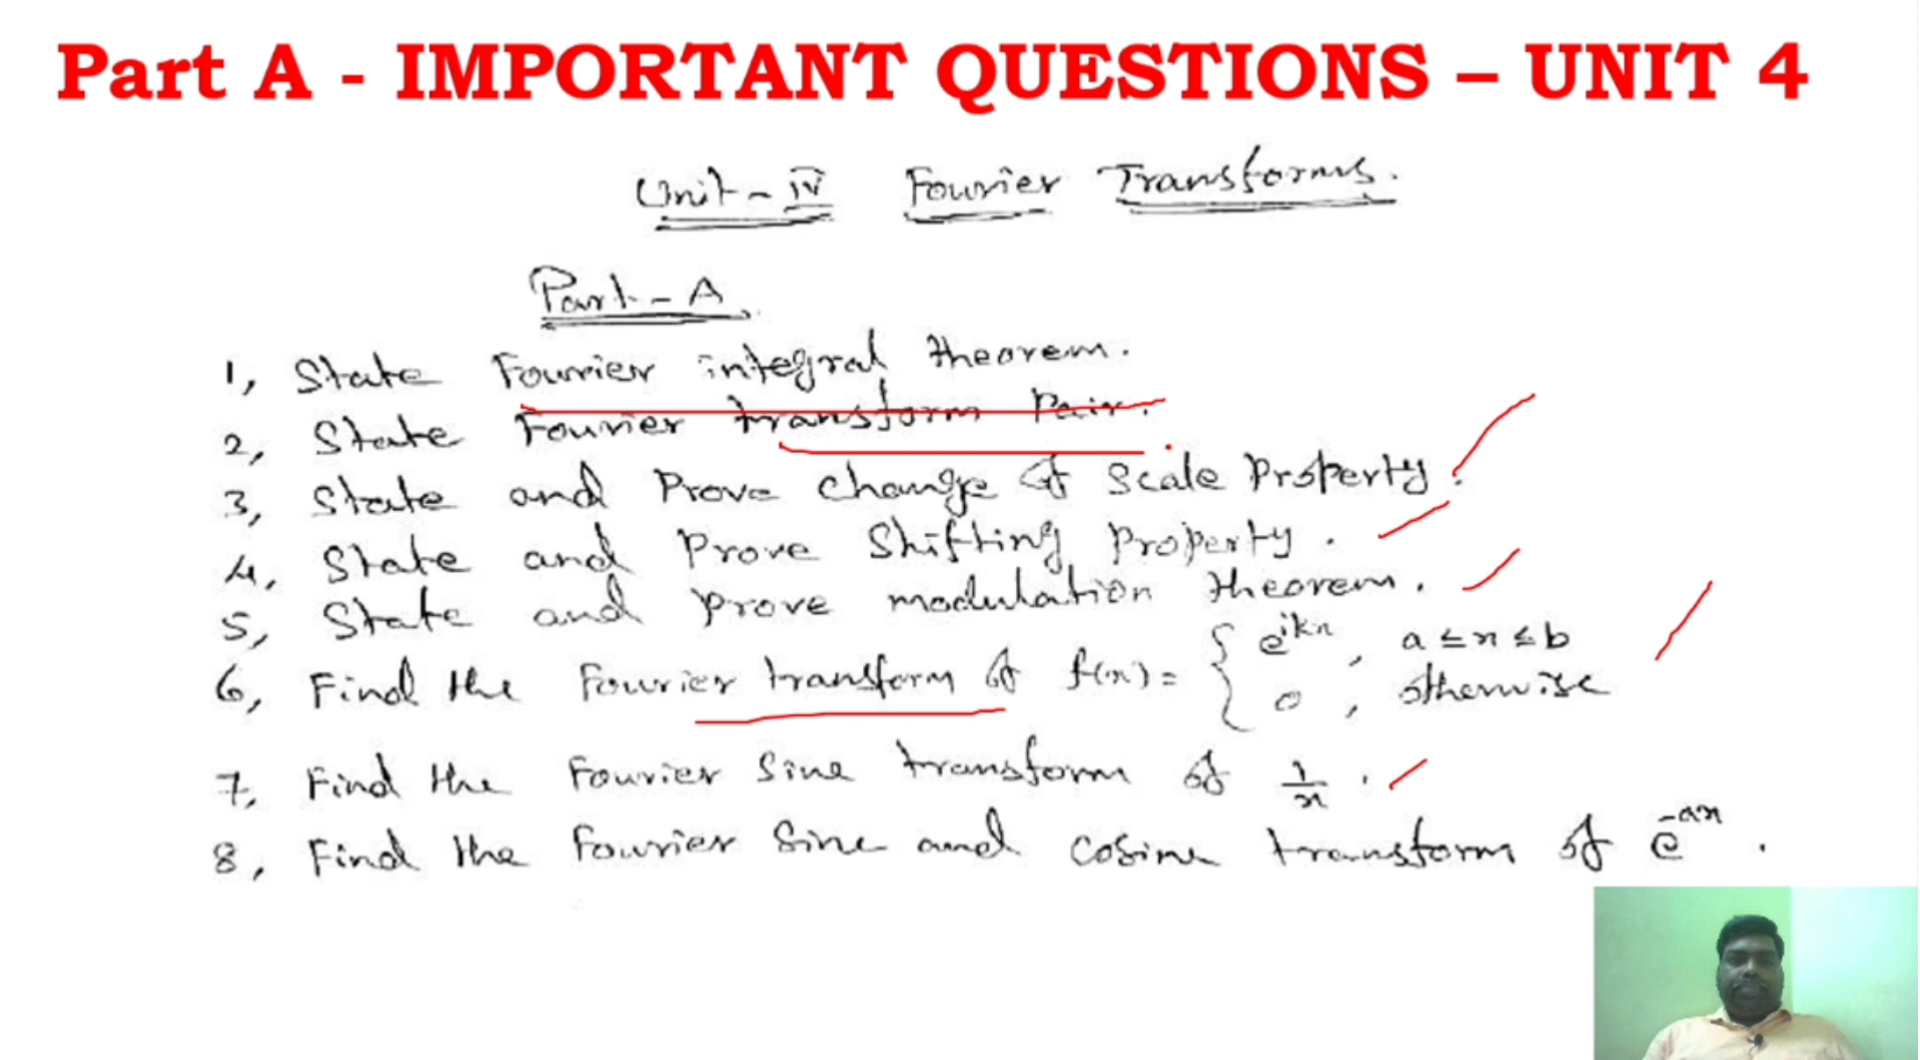 Part A - IMPORTANT QUESTIONS – UNIT 4
Unit - IV Fourier Transforms.
Part - A
1, State Fourier integral theorem.
2, State Fourier transform Pair.
3, State and Prove change of Scale Property.
4, State and Prove Shifting Property.
5, State and prove modulation theorem.
6, Find the Fourier transform of f(x) = { e^{ikx}, a ≤ x ≤ b
0, otherwise
7, Find the Fourier Sine transform of 1/x.
8, Find the Fourier Sine and cosine transform of e^{-ax}.